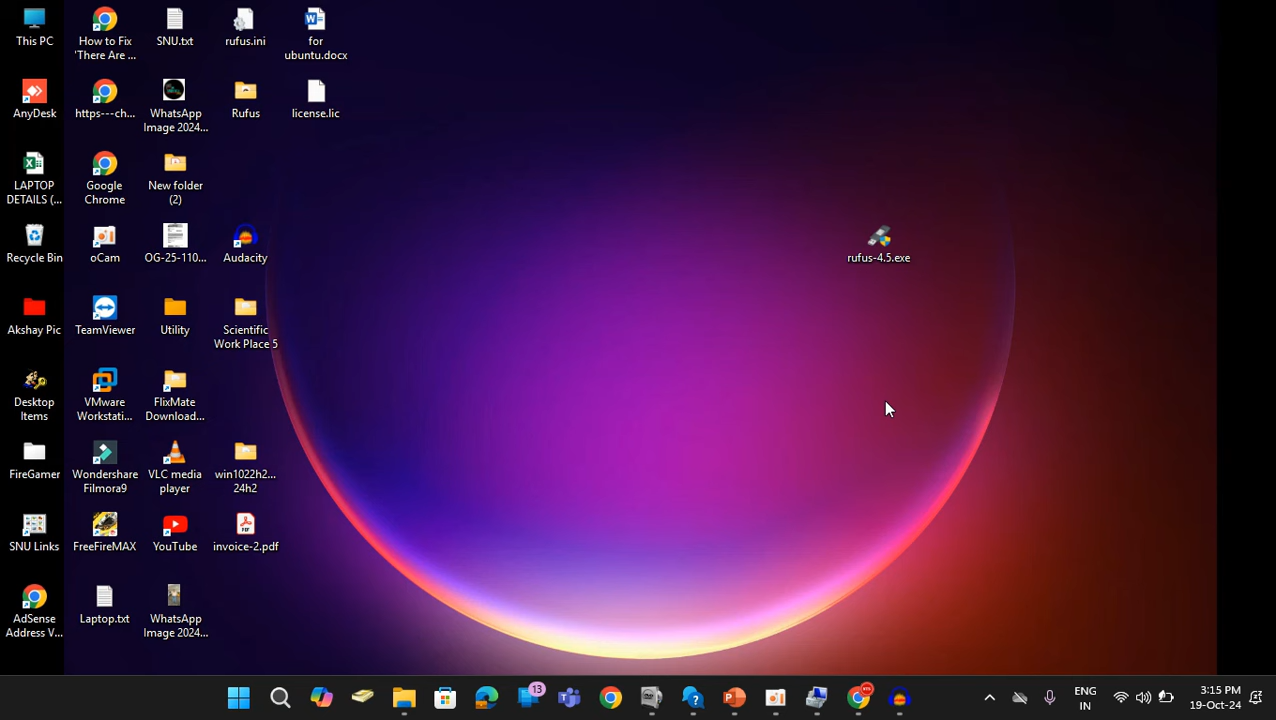 This PC
How to Fix
'There Are ...
SNU.txt
rufus.ini
for
ubuntu.docx
AnyDesk
https---ch...
WhatsApp
Image 2024...
Rufus
license.lic
LAPTOP
DETAILS (...
Google
Chrome
New folder
(2)
Recycle Bin
oCam
OG-25-110...
Audacity
rufus-4.5.exe
Akshay Pic
TeamViewer
Utility
Scientific
Work Place 5
Desktop
Items
VMware
Workstati...
FlixMate
Download...
FireGamer
Wondershare
Filmora9
VLC media
player
win1022h2...
24h2
SNU Links
FreeFireMAX
YouTube
invoice-2.pdf
AdSense
Address V...
Laptop.txt
WhatsApp
Image 2024...
13
ENG
IN
3:15 PM
19-Oct-24